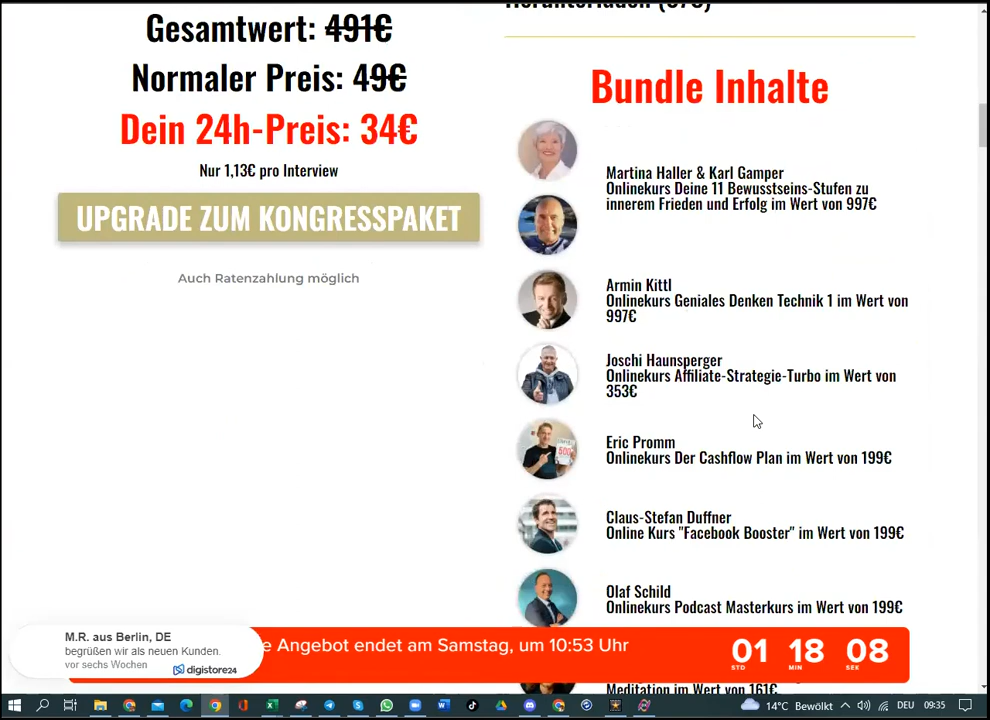 Gesamtwert: 491€
Normaler Preis: 49€
Dein 24h-Preis: 34€
Nur 1,13€ pro Interview
UPGRADE ZUM KONGRESSPAKET
Auch Ratenzahlung möglich
Bundle Inhalte
Martina Haller & Karl Gamper
Onlinekurs Deine 11 Bewusstseins-Stufen zu
innerem Frieden und Erfolg im Wert von 997€
Armin Kittl
Onlinekurs Geniales Denken Technik 1 im Wert von
997€
Joschi Haunsperger
Onlinekurs Affiliate-Strategie-Turbo im Wert von
353€
Eric Promm
Onlinekurs Der Cashflow Plan im Wert von 199€
Claus-Stefan Duffner
Online Kurs "Facebook Booster" im Wert von 199€
Olaf Schild
Onlinekurs Podcast Masterkurs im Wert von 199€
Meditation im Wert von 161€
M.R. aus Berlin, DE
begrüßen wir als neuen Kunden.
vor sechs Wochen
digistore24
e Angebot endet am Samstag, um 10:53 Uhr
01 18 08
STD MIN SEK
14°C Bewölkt DEU 09:35